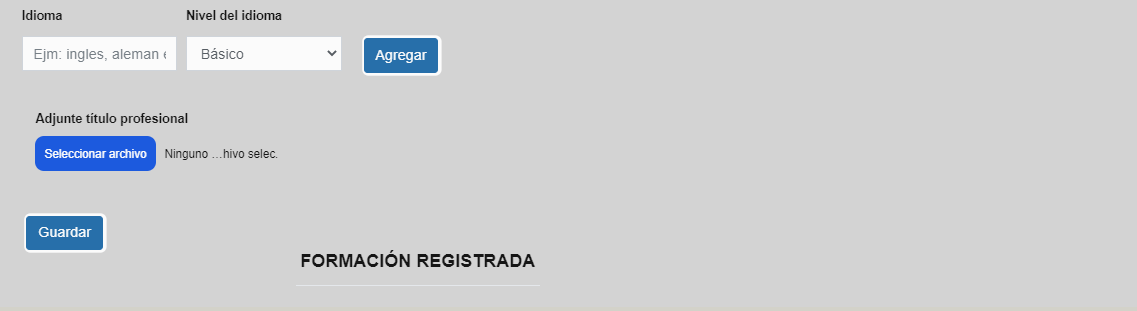 Idioma Nivel del idioma
Ejm: ingles, aleman Básico Agregar
Adjunte título profesional
Seleccionar archivo Ninguno ...hivo selec.
Guardar
FORMACIÓN REGISTRADA